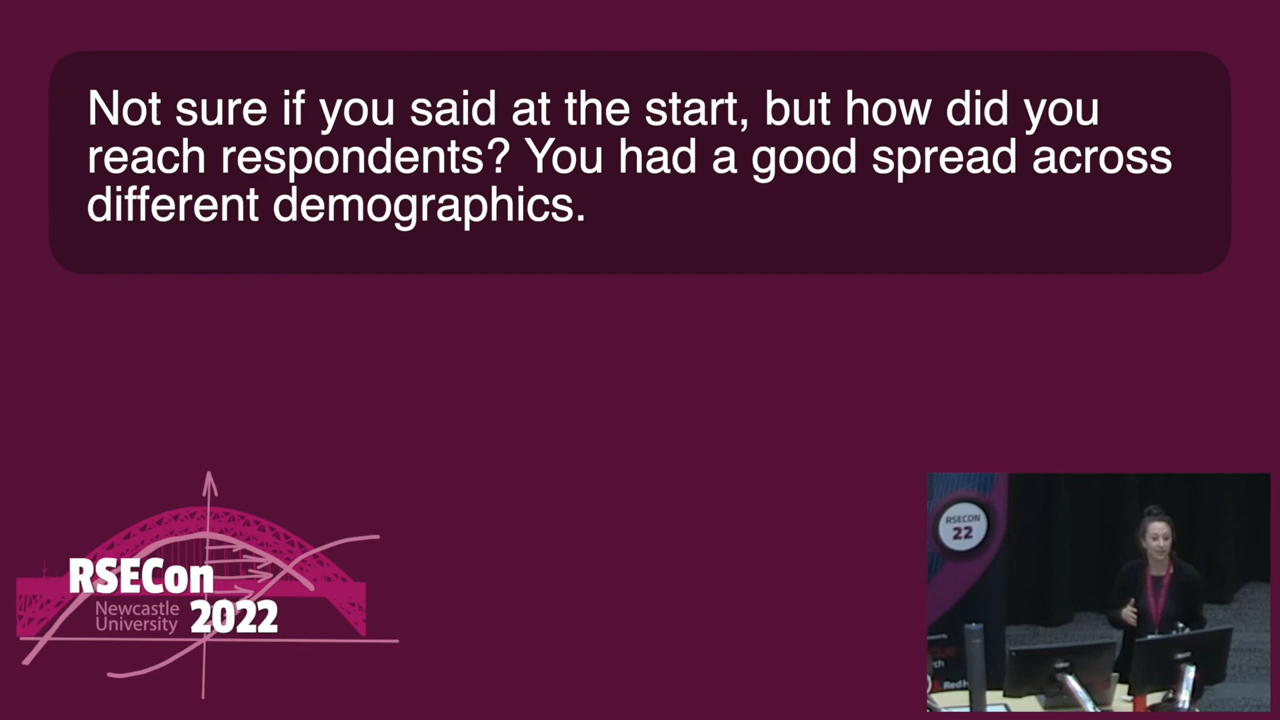 Not sure if you said at the start, but how did you
reach respondents? You had a good spread across
different demographics.
RSECon
Newcastle
University
2022
RSECON
22